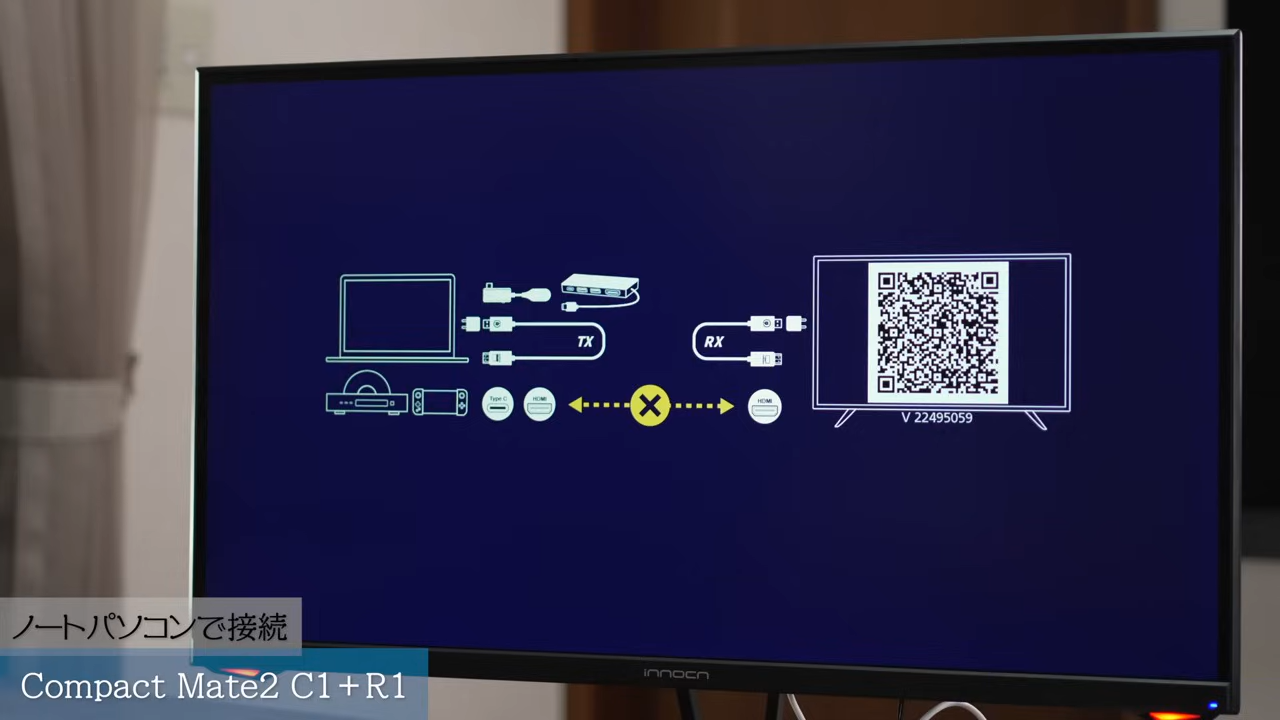 TX
RX
Type C
HDMI
HDMI
V 22495059
ノートパソコンで接続
Compact Mate2 C1+R1
innocn